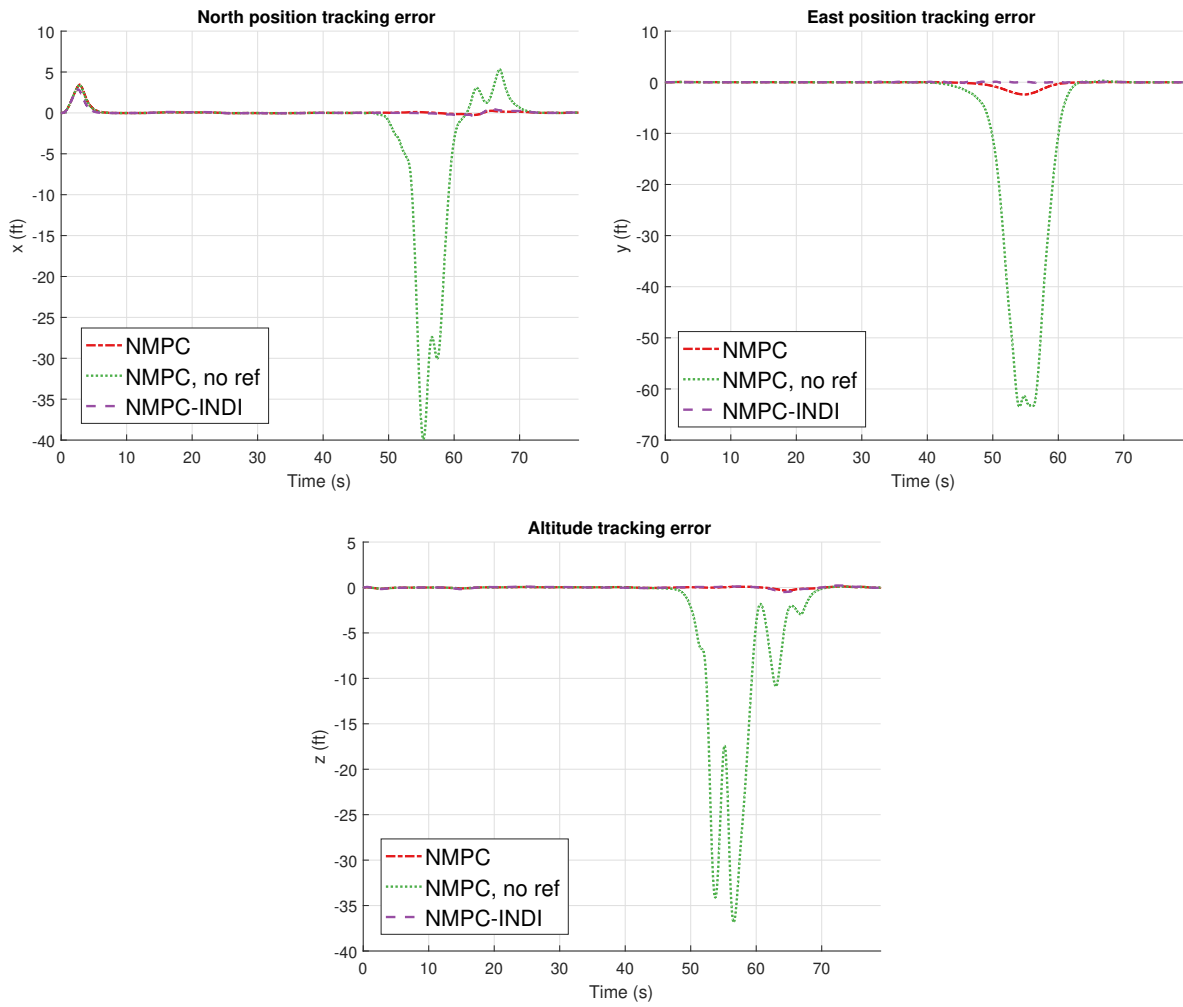 North position tracking error
10
5
0
-5
-10
-15
-20
-25
-30
-35
-40
x (ft)
0 10 20 30 40 50 60 70
Time (s)
NMPC
NMPC, no ref
NMPC-INDI
East position tracking error
10
0
-10
-20
-30
-40
-50
-60
-70
y (ft)
0 10 20 30 40 50 60 70
Time (s)
NMPC
NMPC, no ref
NMPC-INDI
Altitude tracking error
5
0
-5
-10
-15
-20
-25
-30
-35
-40
z (ft)
0 10 20 30 40 50 60 70
Time (s)
NMPC
NMPC, no ref
NMPC-INDI